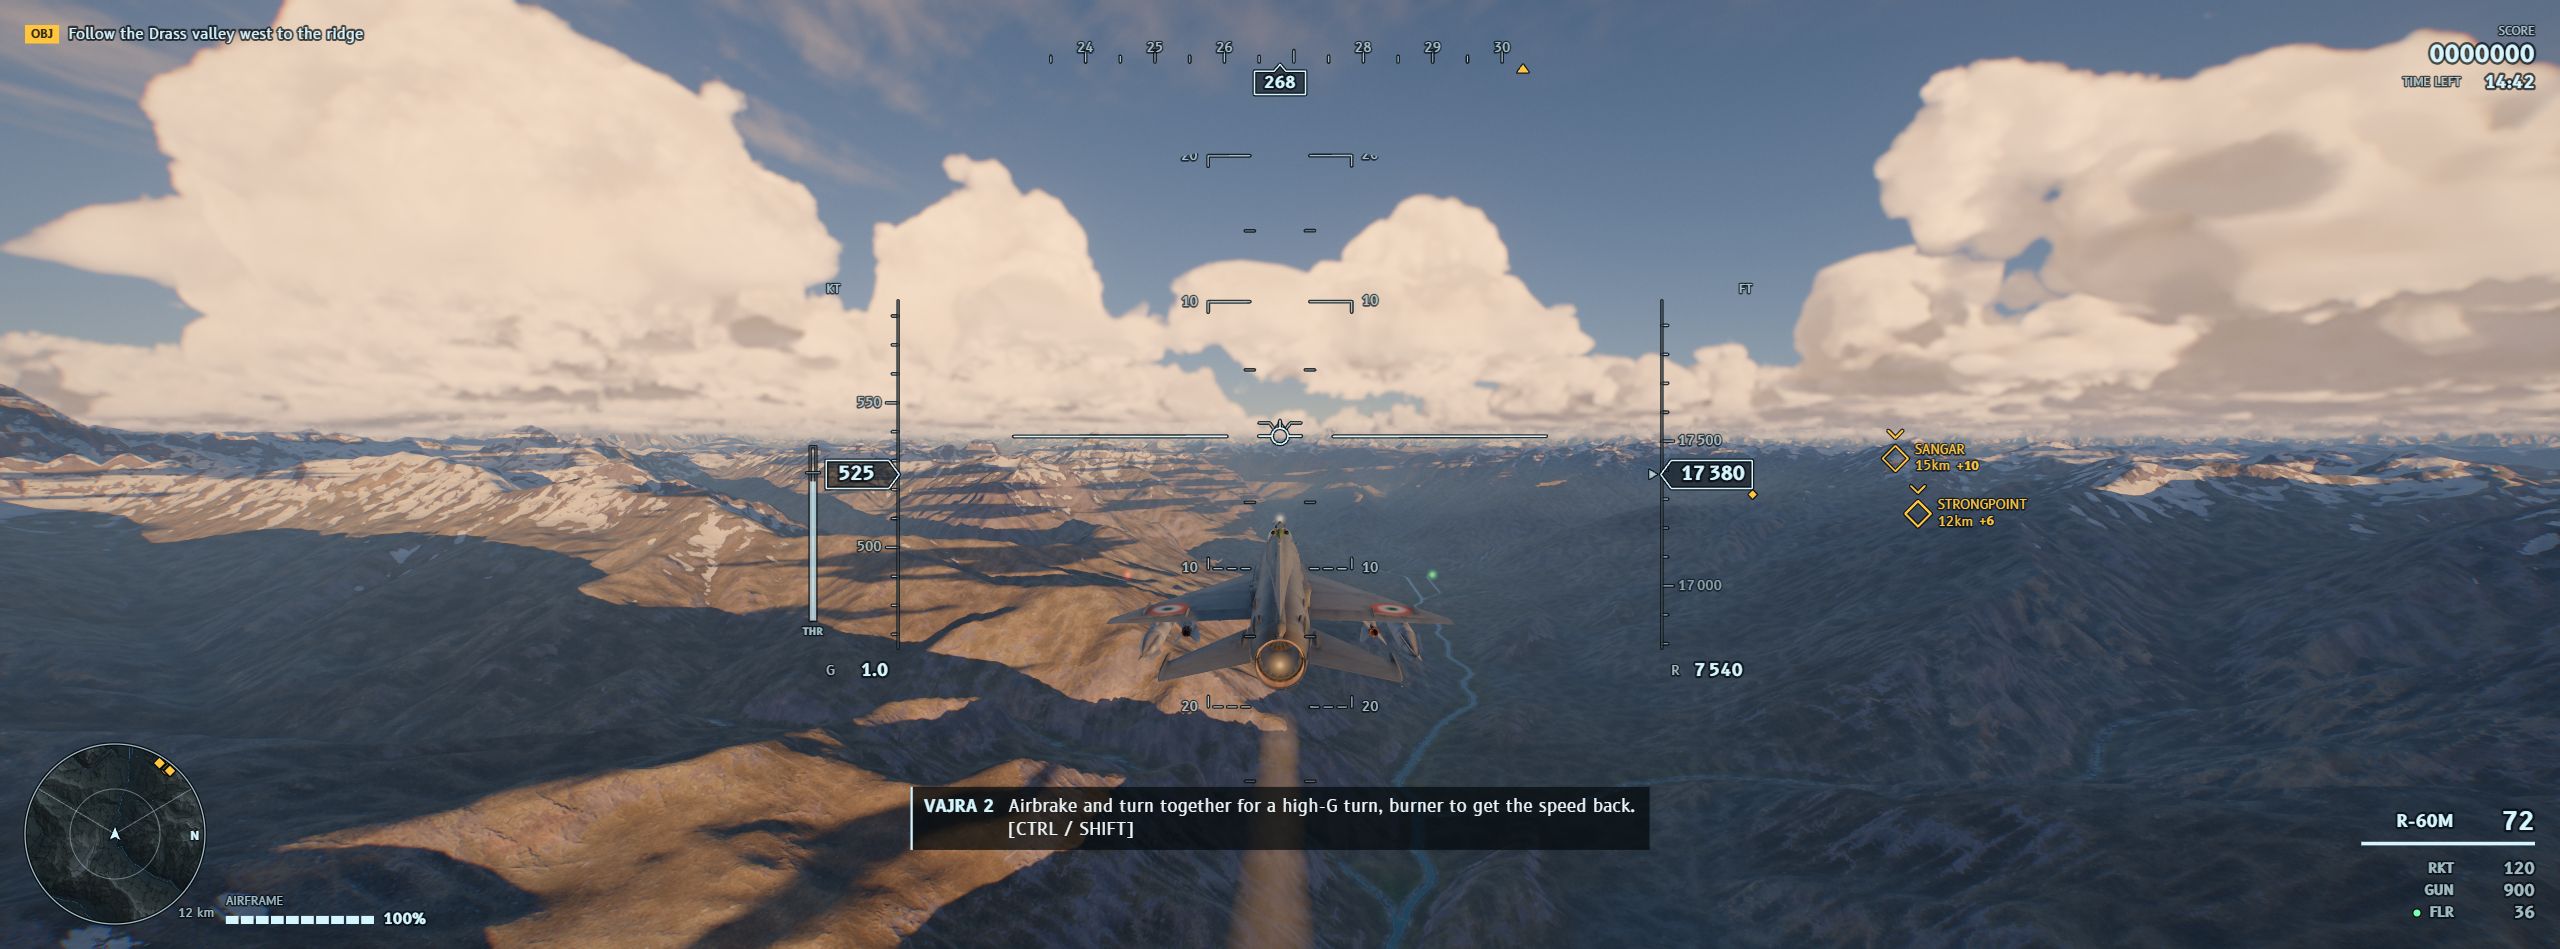 OBJ Follow the Drass valley west to the ridge
SCORE
0000000
TIME LEFT 14:42
24 25 26 28 29 30
268
20 20
KT
FT
10 10
550
17 500
525
17 380
SANGAR
15km +10
STRONGPOINT
12km +6
500
10 10
17 000
THR
G 1.0
R 7 540
20 20
VAJRA 2 Airbrake and turn together for a high-G turn, burner to get the speed back.
[CTRL / SHIFT]
N
12 km
AIRFRAME
100%
R-60M 72
RKT 120
GUN 900
FLR 36